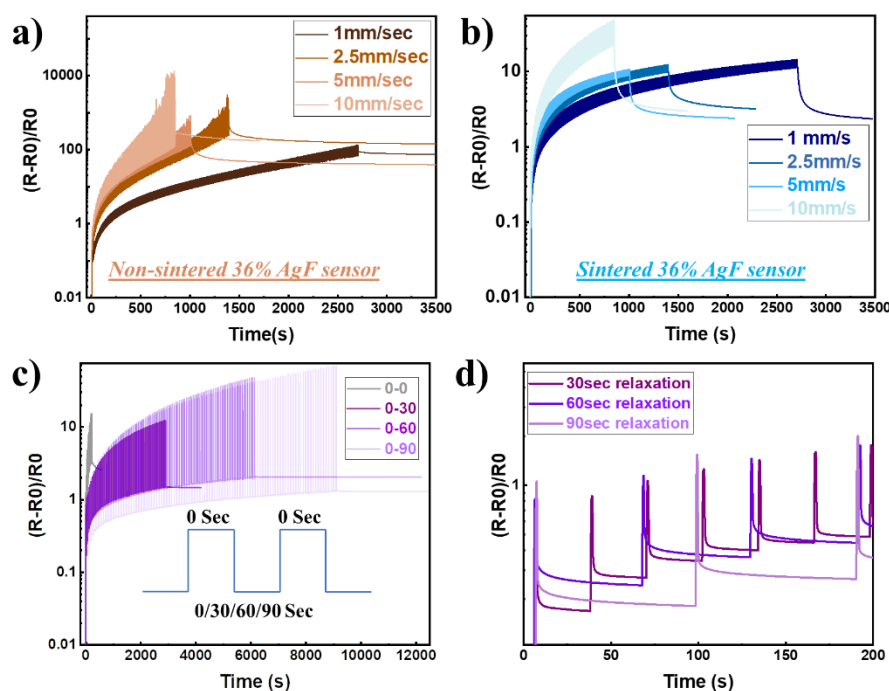 a)
1mm/sec
2.5mm/sec
5mm/sec
10mm/sec
10000
100
1
0.01
(R-R0)/R0
Non-sintered 36% AgF sensor
0 500 1000 1500 2000 2500 3000 3500
Time(s)
b)
10
1
0.1
0.01
(R-R0)/R0
1 mm/s
2.5mm/s
5mm/s
10mm/s
Sintered 36% AgF sensor
0 500 1000 1500 2000 2500 3000 3500
Time (s)
c)
0-0
0-30
0-60
0-90
10
1
0.1
0.01
(R-R0)/R0
0 Sec 0 Sec
0/30/60/90 Sec
0 2000 4000 6000 8000 10000 12000
Time (s)
d)
30sec relaxation
60sec relaxation
90sec relaxation
1
(R-R0)/R0
0 50 100 150 200
Time (s)